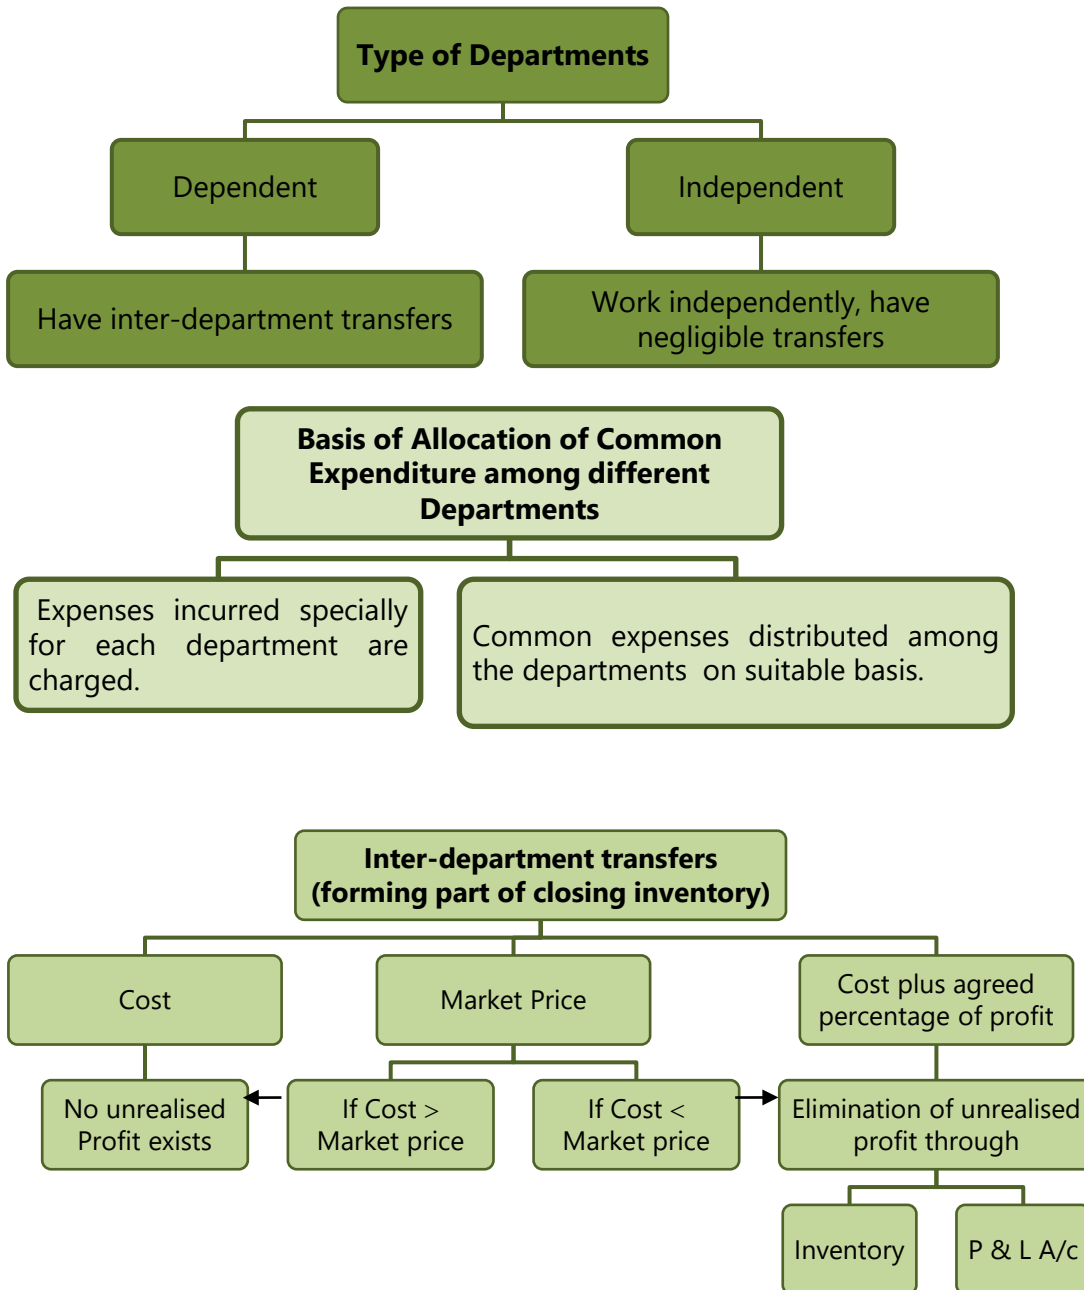 Type of Departments
Dependent
Independent
Have inter-department transfers
Work independently, have
negligible transfers
Basis of Allocation of Common
Expenditure among different
Departments
Expenses incurred specially
for each department are
charged.
Common expenses distributed among
the departments on suitable basis.
Inter-department transfers
(forming part of closing inventory)
Cost
Market Price
Cost plus agreed
percentage of profit
No unrealised
Profit exists
If Cost >
Market price
If Cost <
Market price
Elimination of unrealised
profit through
Inventory
P & L A/c